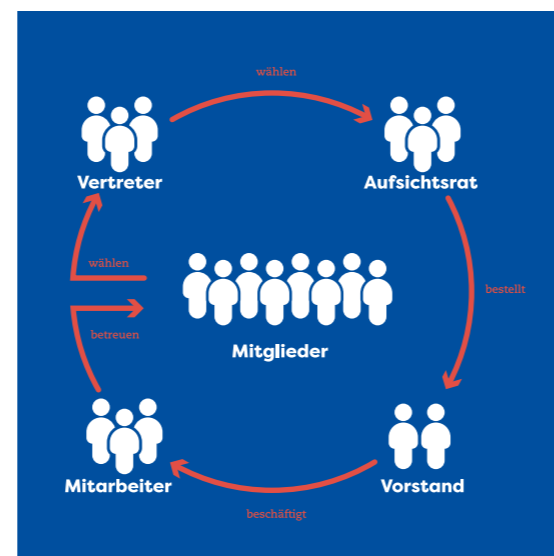 wählen
Vertreter
Aufsichtsrat
wählen
bestellt
betreuen
Mitglieder
Mitarbeiter
Vorstand
beschäftigt